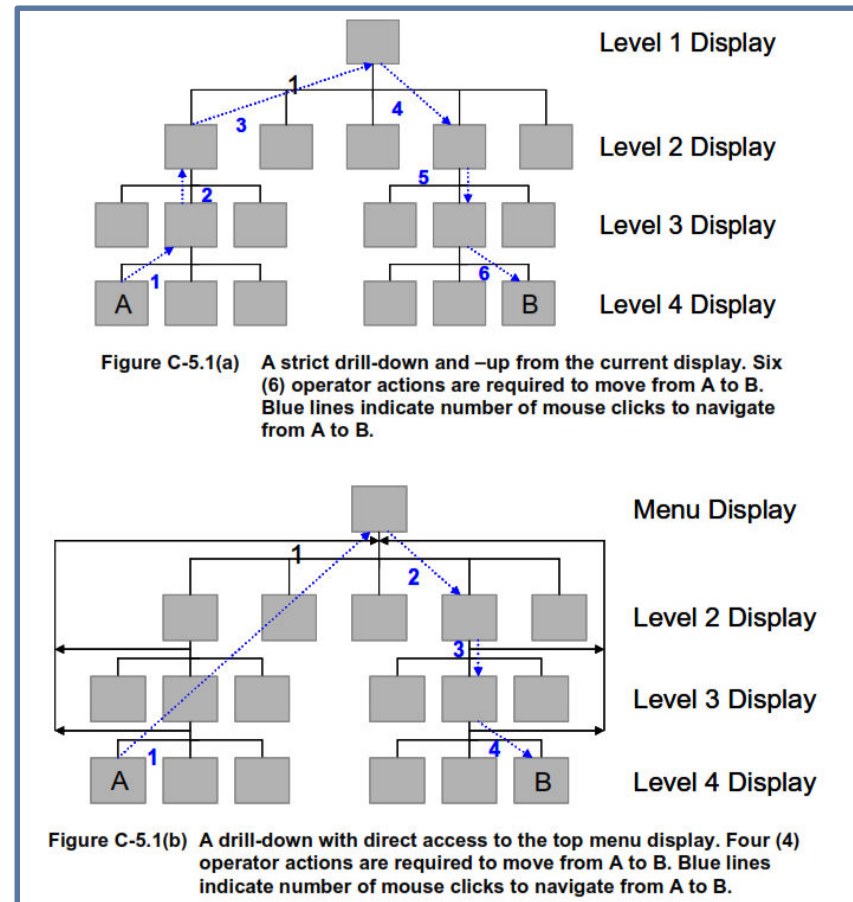 Level 1 Display
1
3
4
Level 2 Display
2
5
Level 3 Display
1
6
A
B
Level 4 Display
Figure C-5.1(a) A strict drill-down and –up from the current display. Six
(6) operator actions are required to move from A to B.
Blue lines indicate number of mouse clicks to navigate
from A to B.
Menu Display
1
2
Level 2 Display
3
Level 3 Display
1
4
A
B
Level 4 Display
Figure C-5.1(b) A drill-down with direct access to the top menu display. Four (4)
operator actions are required to move from A to B. Blue lines
indicate number of mouse clicks to navigate from A to B.